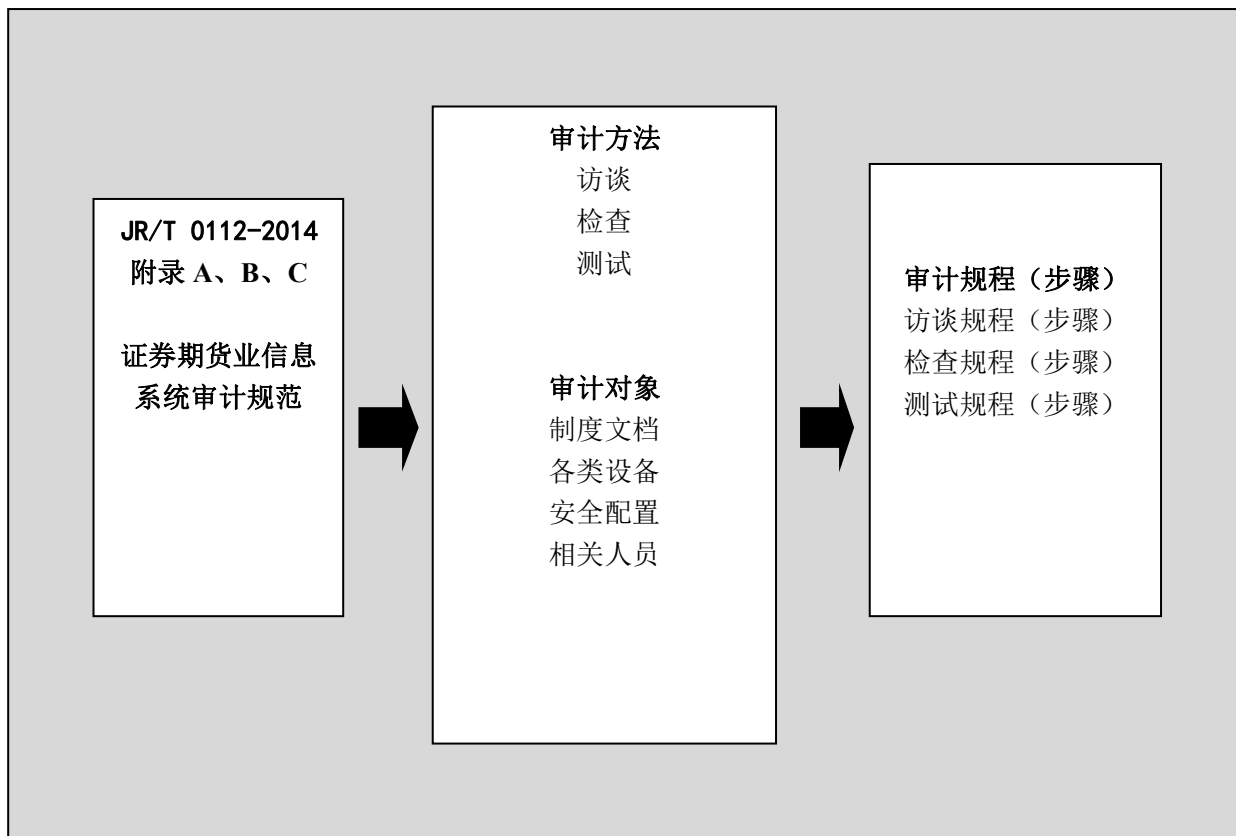 JR/T 0112-2014
附录 A、B、C
证券期货业信息
系统审计规范
审计方法
访谈
检查
测试
审计对象
制度文档
各类设备
安全配置
相关人员
审计规程（步骤）
访谈规程（步骤）
检查规程（步骤）
测试规程（步骤）